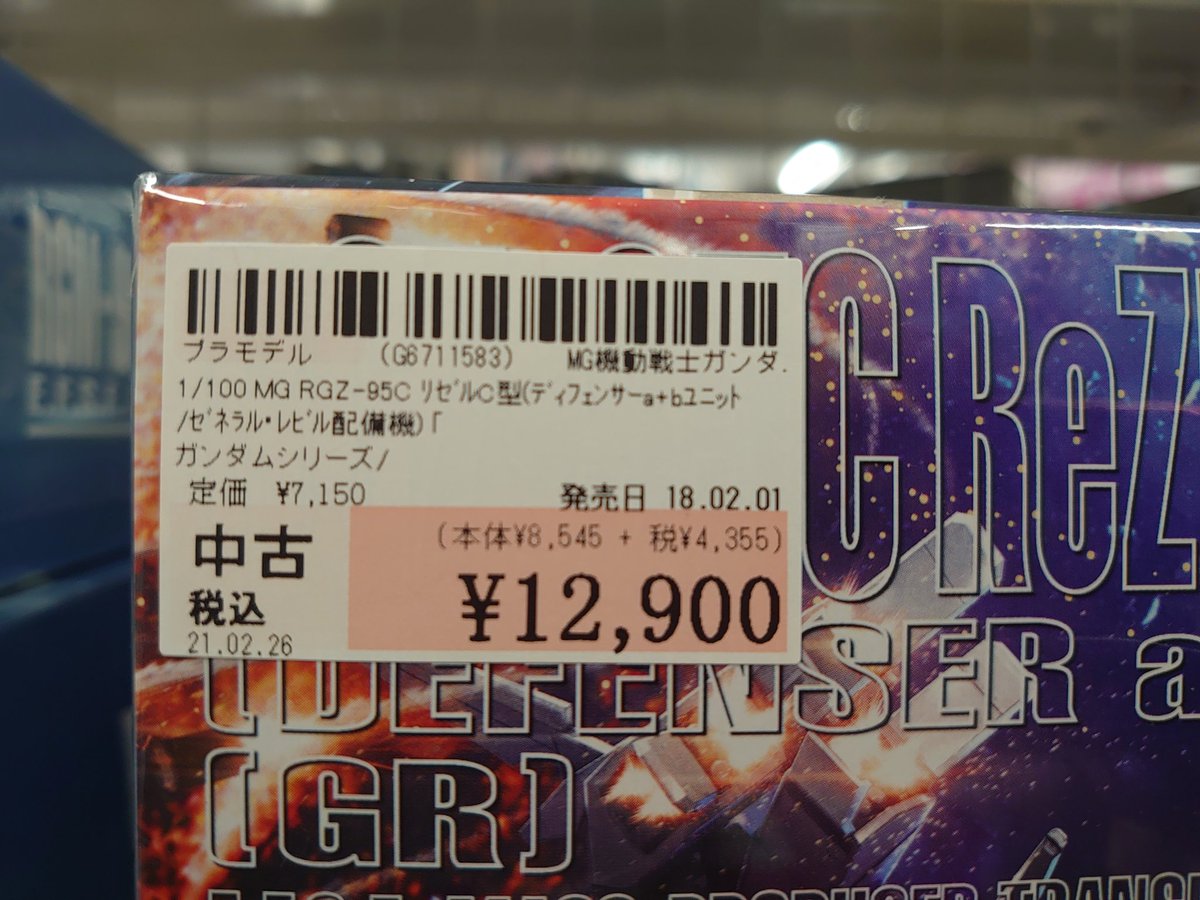 プラモデル (G6711583) MG機動戦士ガンダ.
1/100 MG RGZ-95C ﾘｾﾞﾙC型(ﾃﾞｨﾌｪﾝｻｰa+bﾕﾆｯﾄ
/ｾﾞﾈﾗﾙ･ﾚﾋﾞﾙ配備機)「
ガンダムシリーズ/
定価 ¥7,150 発売日 18.02.01
中古 (本体¥8,545 + 税¥4,355)
税込 ¥12,900
21.02.26
C ReZ
(DEFENSER a
(GR)